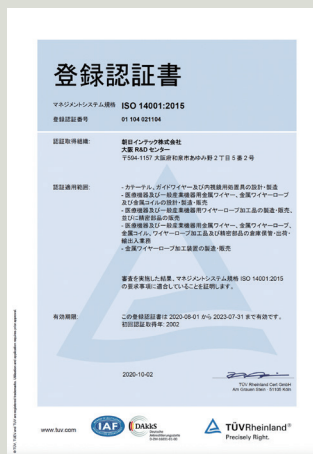 登録認証書
マネジメントシステム規格 ISO 14001:2015
登録認証番号 01 104 021104
認証取得組織: 朝日インテック株式会社
大阪 R&D センター
〒594-1157 大阪府和泉市あゆみ野 2 丁目 5 番 2 号
認証適用範囲: - カテーテル、ガイドワイヤー及び内視鏡用処置具の設計・製造
- 医療機器及び一般産業機器用金属ワイヤー、金属ワイヤーロープ
及び金属コイルの設計・製造・販売
- 医療機器及び一般産業機器用ワイヤーロープ加工品の製造・販売、
並びに精密部品の販売
- 医療機器及び一般産業機器用金属ワイヤー、金属ワイヤーロープ、
金属コイル、ワイヤーロープ加工品及び精密部品の倉庫保管・出荷・
輸出入業務
- 金属ワイヤーロープ加工装置の製造・販売
審査を実施した結果、マネジメントシステム規格 ISO 14001:2015
の要求事項に適合していることを証明します。
有効期限: この登録認証書は 2020-08-01 から 2023-07-31 まで有効です。
初回認証取得年: 2002
2020-10-02
TÜV Rheinland Cert GmbH
Am Grauen Stein · 51105 Köln
www.tuv.com
IAF
DAkkS
Deutsche
Akkreditierungsstelle
TÜVRheinland®
Precisely Right.